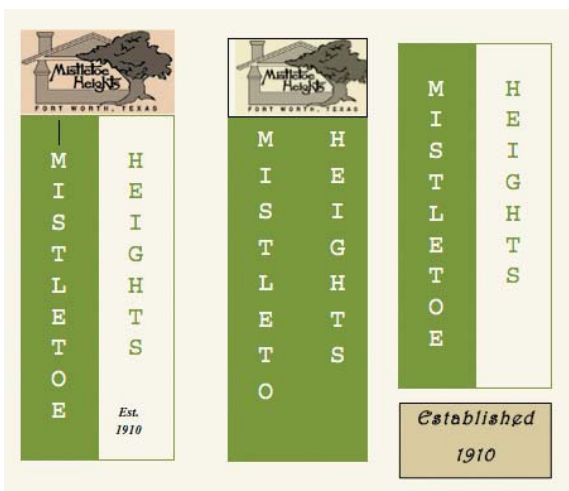 Mistletoe
Heights
FORT WORTH, TEXAS
MISTLETOE
HEIGHTS
Est.
1910
Mistletoe
Heights
FORT WORTH, TEXAS
MISTLETO
HEIGHTS
MISTLETOE
HEIGHTS
Established
1910